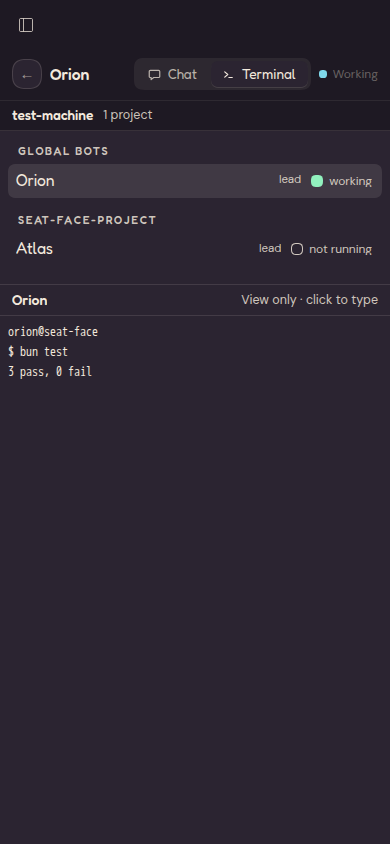 Orion
Chat
Terminal
Working
test-machine 1 project
GLOBAL BOTS
Orion lead working
SEAT-FACE-PROJECT
Atlas lead not running
Orion View only · click to type
orion@seat-face
$ bun test
3 pass, 0 fail